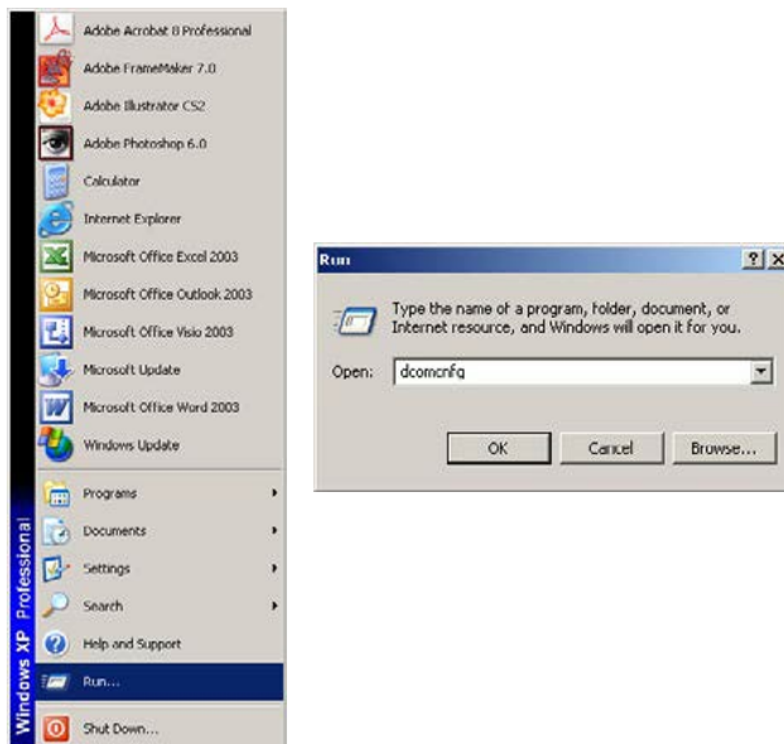 Adobe Acrobat 8 Professional
Adobe FrameMaker 7.0
Adobe Illustrator CS2
Adobe Photoshop 6.0
Calculator
Internet Explorer
Microsoft Office Excel 2003
Microsoft Office Outlook 2003
Microsoft Office Visio 2003
Microsoft Update
Microsoft Office Word 2003
Windows Update
Programs
Documents
Settings
Search
Help and Support
Run...
Shut Down...
Windows XP Professional
Run
Type the name of a program, folder, document, or
Internet resource, and Windows will open it for you.
Open: dcomcnfg
OK Cancel Browse...